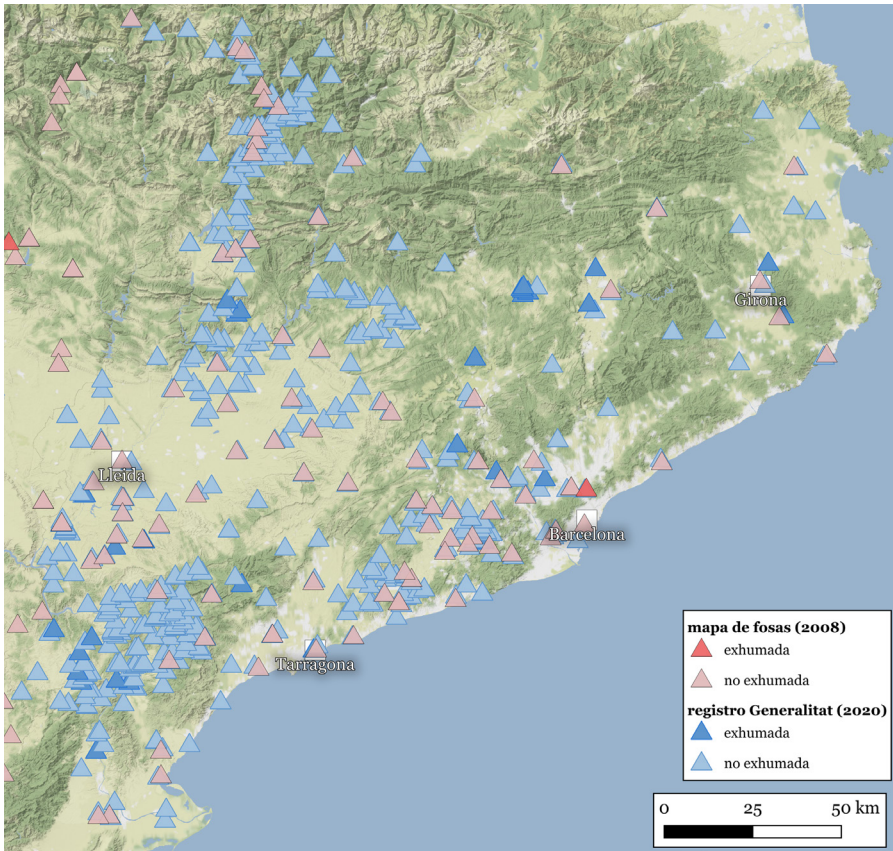 Girona
Lleida
Barcelona
Tarragona
mapa de fosas (2008)
exhumada
no exhumada
registro Generalitat (2020)
exhumada
no exhumada
0 25 50 km